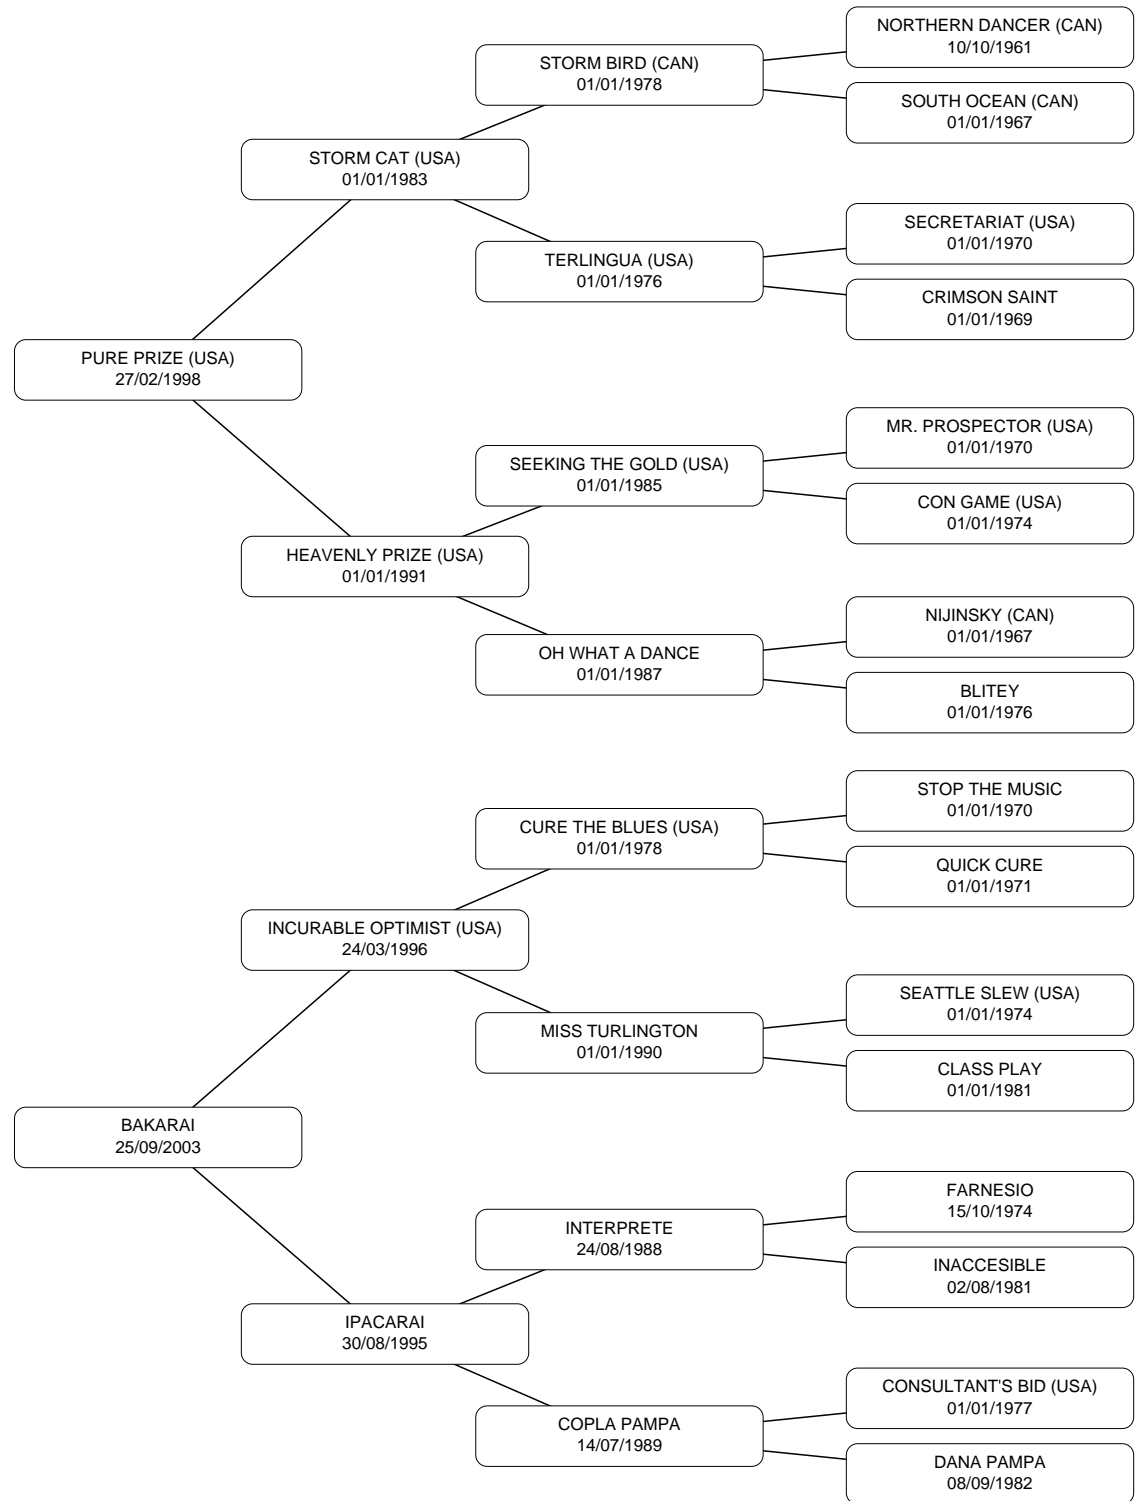 NORTHERN DANCER (CAN)
10/10/1961
STORM BIRD (CAN)
01/01/1978
SOUTH OCEAN (CAN)
01/01/1967
STORM CAT (USA)
01/01/1983
SECRETARIAT (USA)
01/01/1970
TERLINGUA (USA)
01/01/1976
CRIMSON SAINT
01/01/1969
PURE PRIZE (USA)
27/02/1998
MR. PROSPECTOR (USA)
01/01/1970
SEEKING THE GOLD (USA)
01/01/1985
CON GAME (USA)
01/01/1974
HEAVENLY PRIZE (USA)
01/01/1991
NIJINSKY (CAN)
01/01/1967
OH WHAT A DANCE
01/01/1987
BLITEY
01/01/1976
STOP THE MUSIC
01/01/1970
CURE THE BLUES (USA)
01/01/1978
QUICK CURE
01/01/1971
INCURABLE OPTIMIST (USA)
24/03/1996
SEATTLE SLEW (USA)
01/01/1974
MISS TURLINGTON
01/01/1990
CLASS PLAY
01/01/1981
BAKARAI
25/09/2003
FARNESIO
15/10/1974
INTERPRETE
24/08/1988
INACCESIBLE
02/08/1981
IPACARAI
30/08/1995
CONSULTANT'S BID (USA)
01/01/1977
COPLA PAMPA
14/07/1989
DANA PAMPA
08/09/1982